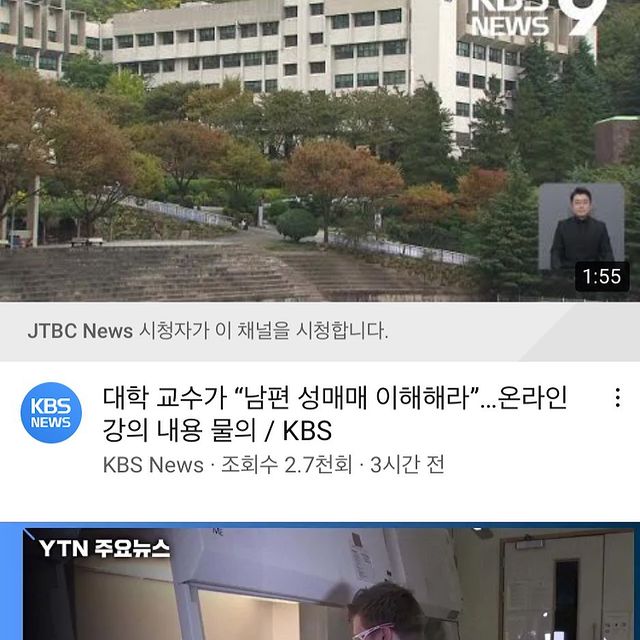 KBS
NEWS 9
1:55
JTBC News 시청자가 이 채널을 시청합니다.
KBS
NEWS
대학 교수가 “남편 성매매 이해해라”...온라인
강의 내용 물의 / KBS
KBS News · 조회수 2.7천회 · 3시간 전
YTN 주요뉴스